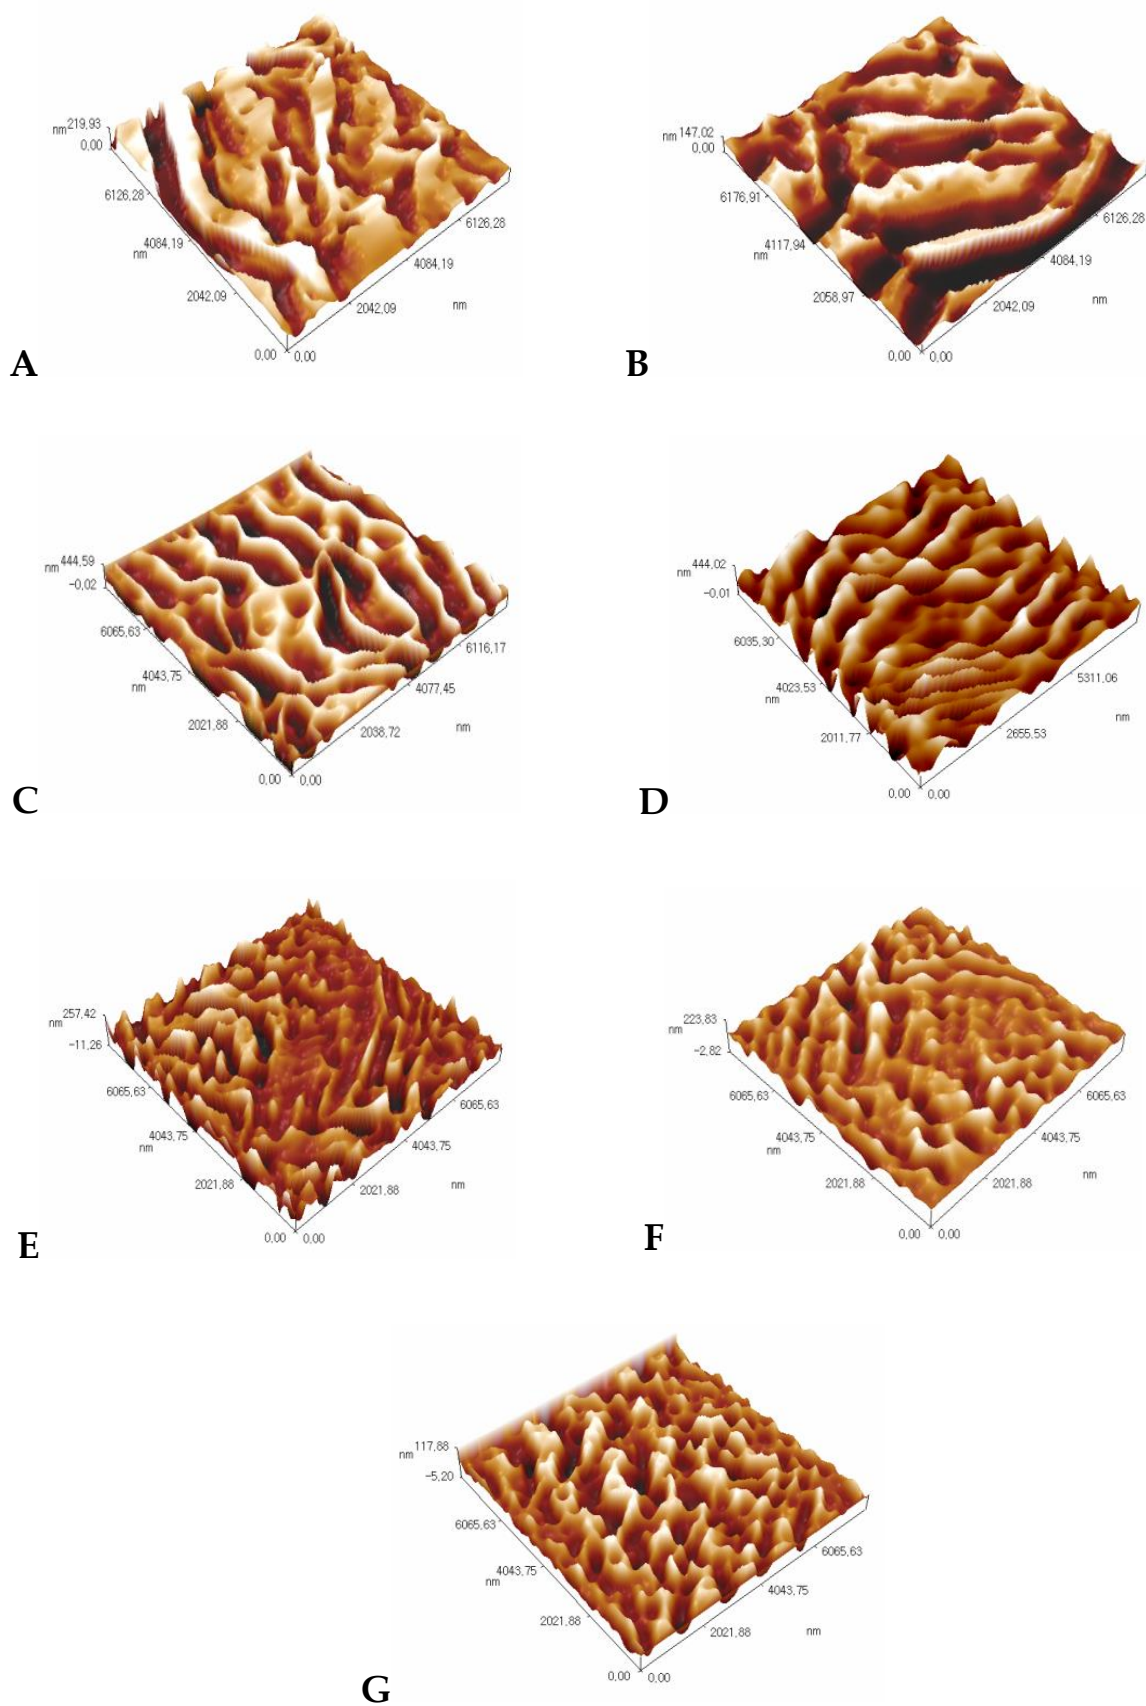 nm 219,93
0,00
6126,28
4084,19
nm
2042,09
0,00
0,00
2042,09
4084,19
6126,28
nm
A
nm 147,02
0,00
6176,91
4117,94
nm
2058,97
0,00
0,00
2042,09
4084,19
6126,28
nm
B
nm 444,59
-0,02
6065,63
4043,75
nm
2021,88
0,00
0,00
2038,72
4077,45
6116,17
nm
C
nm 444,02
-0,01
6035,30
4023,53
nm
2011,77
0,00
0,00
2655,53
5311,06
nm
D
nm 257,42
-11,26
6065,63
4043,75
nm
2021,88
0,00
0,00
2021,88
4043,75
6065,63
nm
E
nm 223,83
-2,82
6065,63
4043,75
nm
2021,88
0,00
0,00
2021,88
4043,75
6065,63
nm
F
nm 117,88
-5,20
6065,63
4043,75
nm
2021,88
0,00
0,00
2021,88
4043,75
6065,63
nm
G